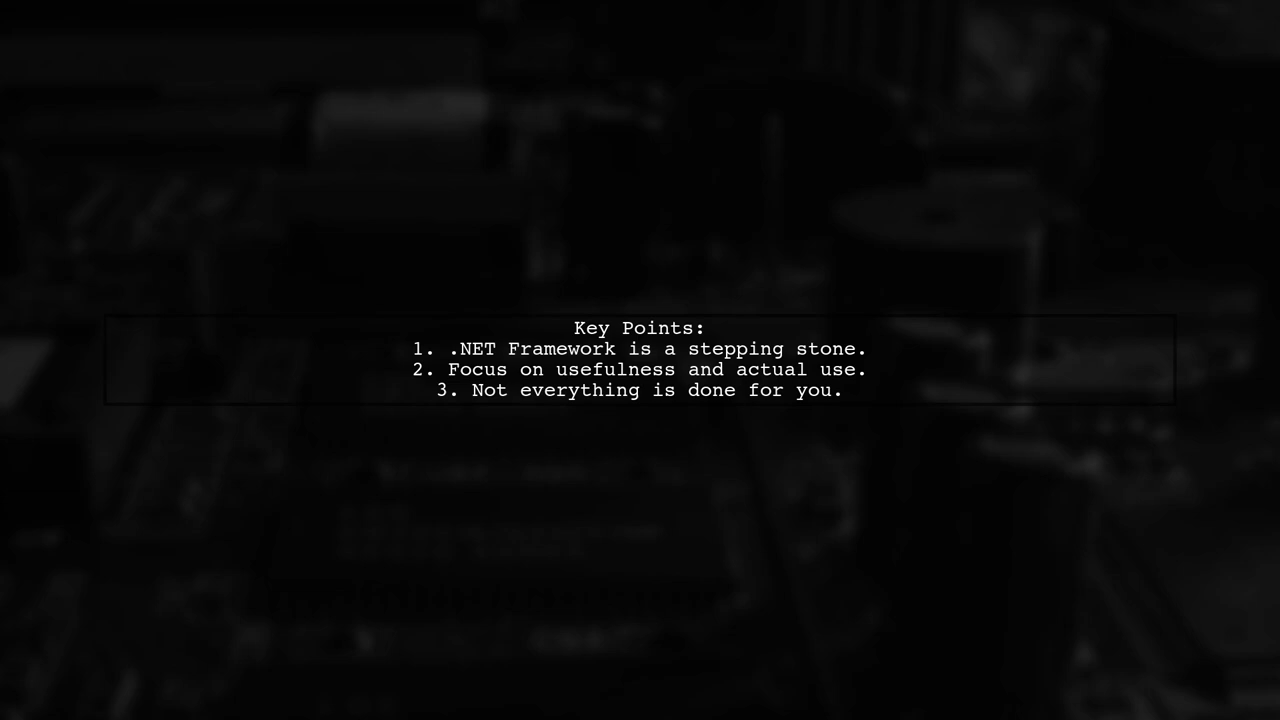 Key Points:
1. .NET Framework is a stepping stone.
2. Focus on usefulness and actual use.
3. Not everything is done for you.